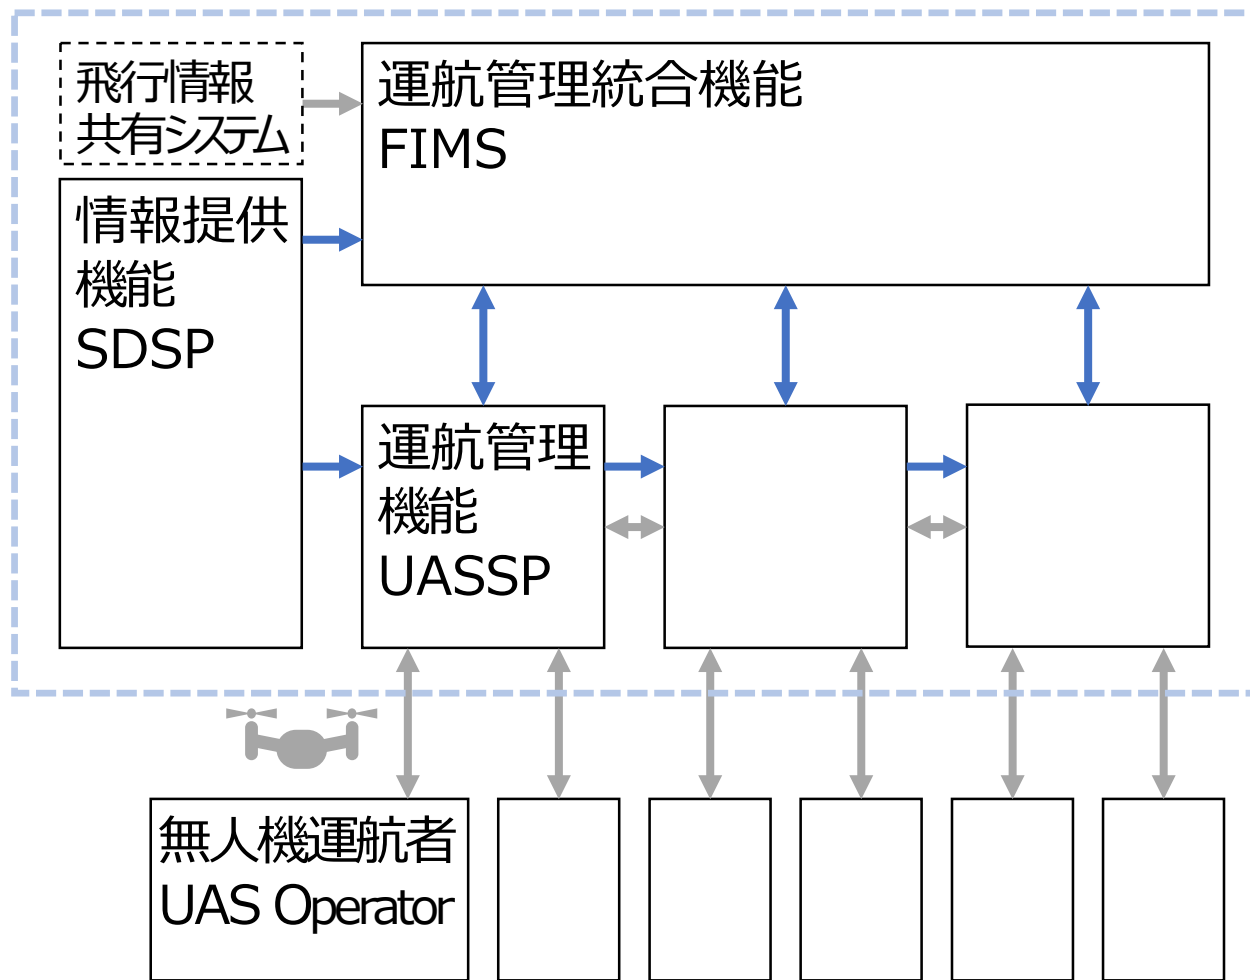 飛行情報
共有システム
運航管理統合機能
FIMS
情報提供
機能
SDSP
運航管理
機能
UASSP
無人機運航者
UAS Operator